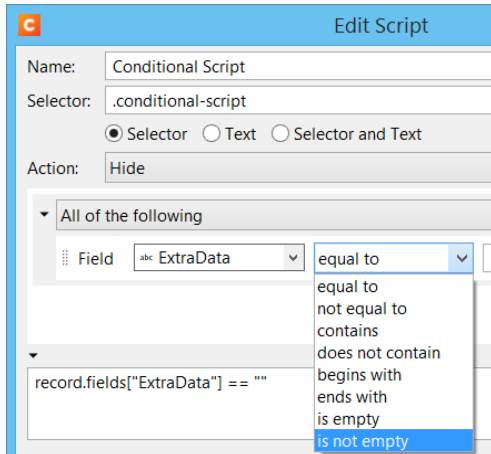 C
Edit Script
Name: Conditional Script
Selector: .conditional-script
Selector Text Selector and Text
Action: Hide
All of the following
Field abc ExtraData equal to
equal to
not equal to
contains
does not contain
begins with
ends with
is empty
is not empty
record.fields["ExtraData"] == ""